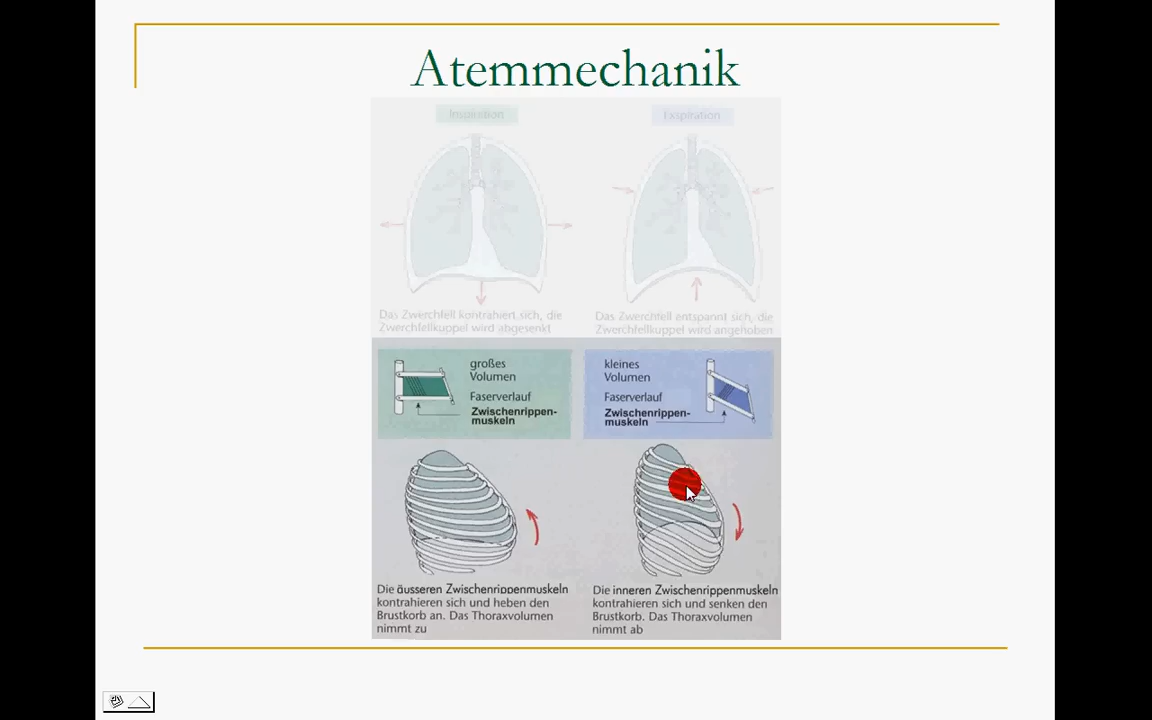 Atemmechanik
Inspiration
Exspiration
Das Zwerchfell kontrahiert sich, die
Zwerchfellkuppel wird abgesenkt
Das Zwerchfell entspannt sich, die
Zwerchfellkuppel wird angehoben
großes
Volumen
Faserverlauf
Zwischenrippen-
muskeln
kleines
Volumen
Faserverlauf
Zwischenrippen-
muskeln
Die äusseren Zwischenrippenmuskeln
kontrahieren sich und heben den
Brustkorb an. Das Thoraxvolumen
nimmt zu
Die inneren Zwischenrippenmuskeln
kontrahieren sich und senken den
Brustkorb. Das Thoraxvolumen
nimmt ab